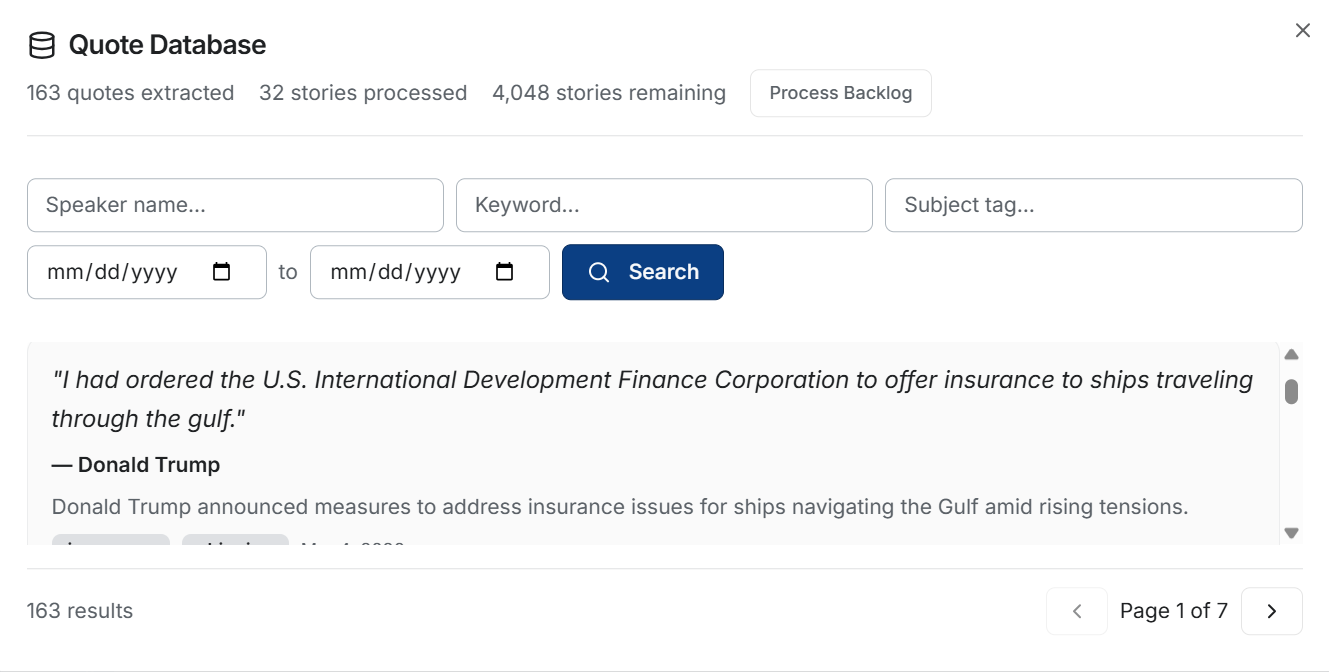 Quote Database
163 quotes extracted 32 stories processed 4,048 stories remaining Process Backlog
Speaker name... Keyword... Subject tag...
mm/dd/yyyy to mm/dd/yyyy Search
"I had ordered the U.S. International Development Finance Corporation to offer insurance to ships traveling
through the gulf."
— Donald Trump
Donald Trump announced measures to address insurance issues for ships navigating the Gulf amid rising tensions.
163 results Page 1 of 7